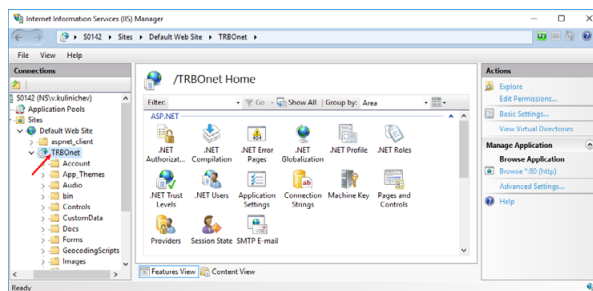 Internet Information Services (IIS) Manager
S0142 ▸ Sites ▸ Default Web Site ▸ TRBOnet ▸
File View Help
Connections
S0142 (NS\v.kulinichev)
Application Pools
Sites
Default Web Site
aspnet_client
TRBOnet
Account
App_Themes
Audio
bin
Controls
CustomData
Docs
Forms
GeocodingScripts
Images
/TRBOnet Home
Filter: Go Show All Group by: Area
ASP.NET
.NET Authorizat...
.NET Compilation
.NET Error Pages
.NET Globalization
.NET Profile
.NET Roles
.NET Trust Levels
.NET Users
Application Settings
Connection Strings
Machine Key
Pages and Controls
Providers
Session State
SMTP E-mail
Features View Content View
Actions
Explore
Edit Permissions...
Basic Settings...
View Virtual Directories
Manage Application
Browse Application
Browse *:80 (http)
Advanced Settings...
Help
Ready